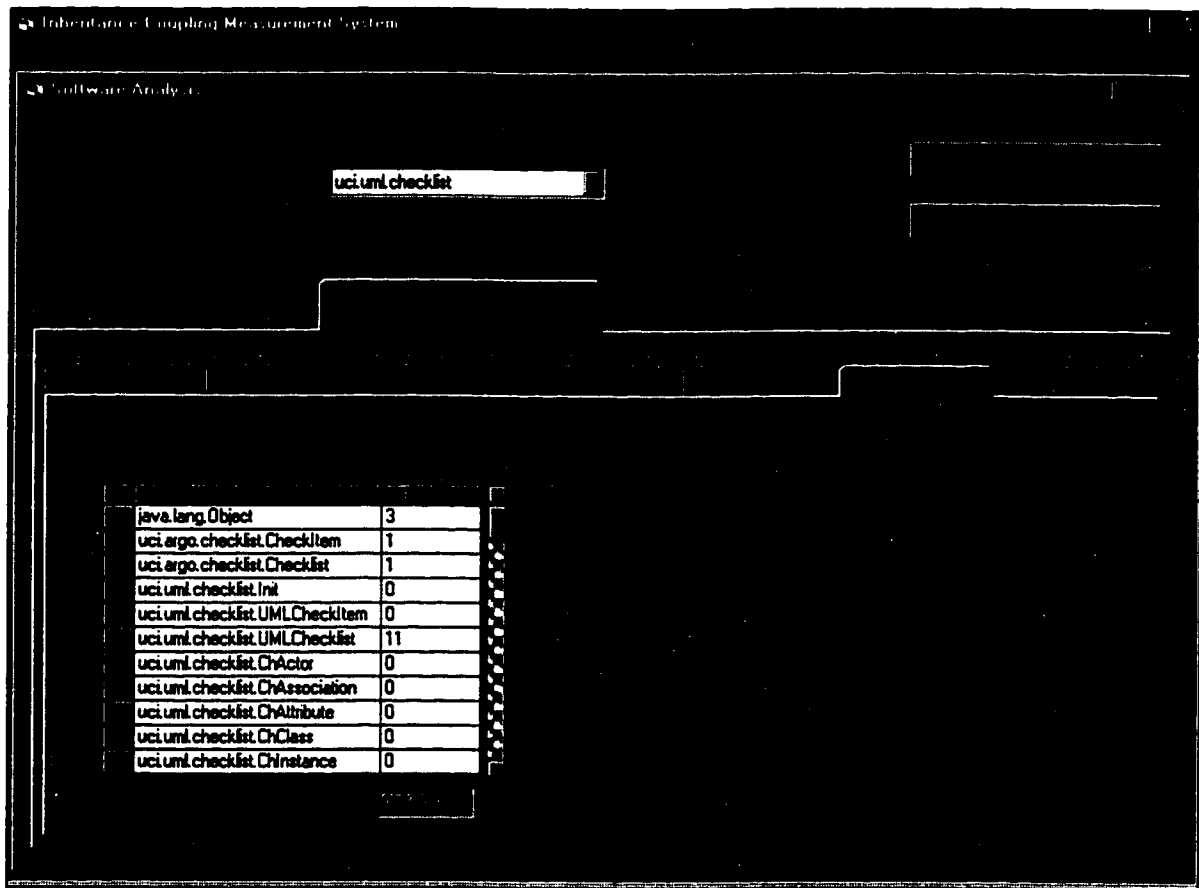 Inheritance Coupling Measurement System
Software Analysis
uci.uml.checklist
java.lang.Object 3
uci.argo.checklist.CheckItem 1
uci.argo.checklist.Checklist 1
uci.uml.checklist.Init 0
uci.uml.checklist.UMLCheckItem 0
uci.uml.checklist.UMLChecklist 11
uci.uml.checklist.ChActor 0
uci.uml.checklist.ChAssociation 0
uci.uml.checklist.ChAttribute 0
uci.uml.checklist.ChClass 0
uci.uml.checklist.ChInstance 0